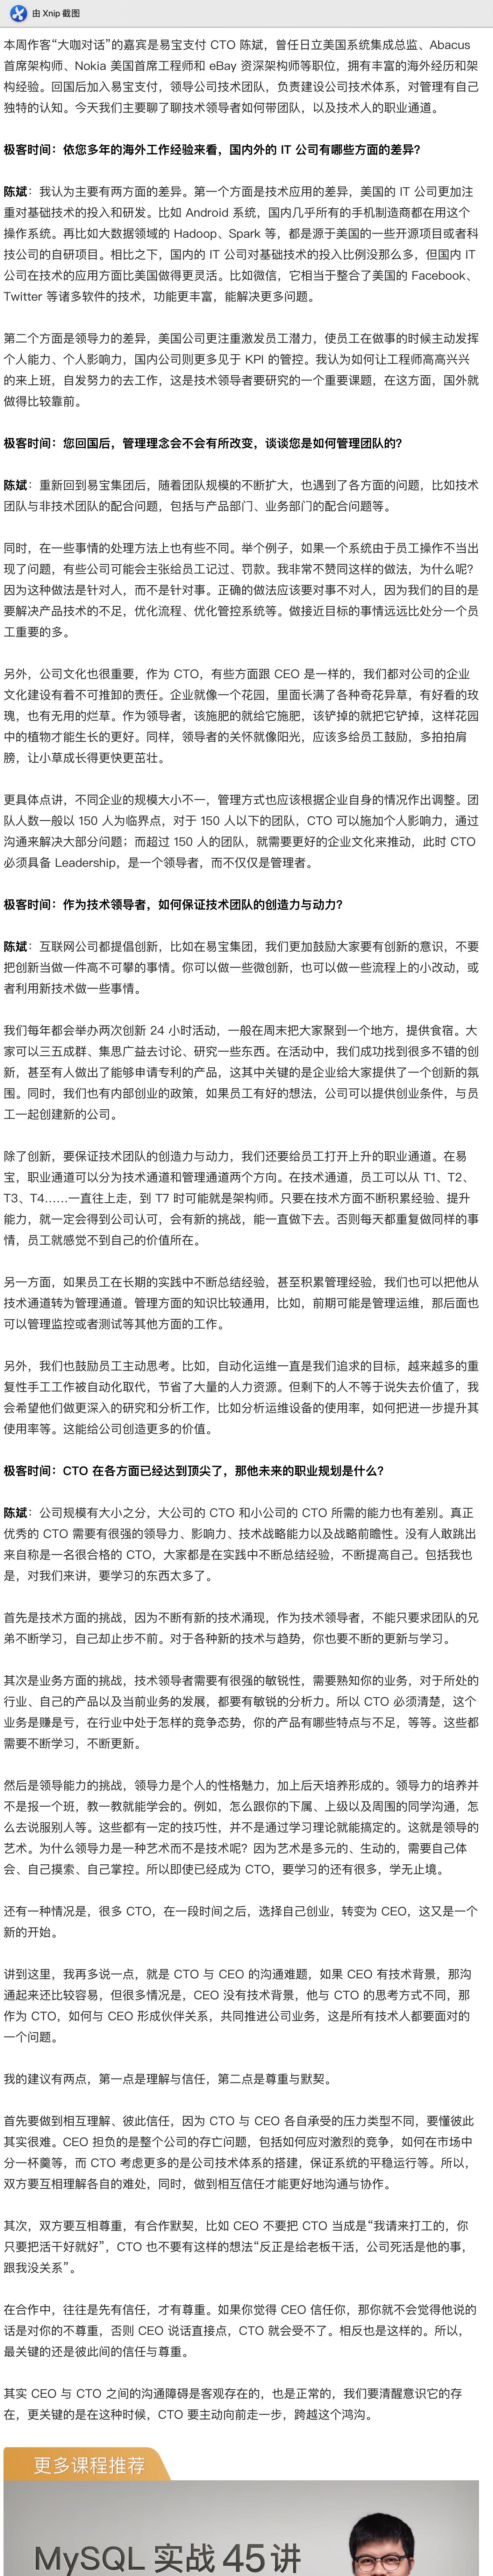 由 Xnip 截图
本周作客“大咖对话”的嘉宾是易宝支付 CTO 陈斌，曾任日立美国系统集成总监、Abacus
首席架构师、Nokia 美国首席工程师和 eBay 资深架构师等职位，拥有丰富的海外经历和架
构经验。回国后加入易宝支付，领导公司技术团队，负责建设公司技术体系，对管理有自己
独特的认知。今天我们主要聊了聊技术领导者如何带团队，以及技术人的职业通道。
极客时间：依您多年的海外工作经验来看，国内外的 IT 公司有哪些方面的差异？
陈斌：我认为主要有两方面的差异。第一个方面是技术应用的差异，美国的 IT 公司更加注
重对基础技术的投入和研发。比如 Android 系统，国内几乎所有的手机制造商都在用这个
操作系统。再比如大数据领域的 Hadoop、Spark 等，都是源于美国的一些开源项目或者科
技公司的自研项目。相比之下，国内的 IT 公司对基础技术的投入比例没那么多，但国内 IT
公司在技术的应用方面比美国做得更灵活。比如微信，它相当于整合了美国的 Facebook、
Twitter 等诸多软件的技术，功能更丰富，能解决更多问题。
第二个方面是领导力的差异，美国公司更注重激发员工潜力，使员工在做事的时候主动发挥
个人能力、个人影响力，国内公司则更多见于 KPI 的管控。我认为如何让工程师高高兴兴
的来上班，自发努力的去工作，这是技术领导者要研究的一个重要课题，在这方面，国外就
做得比较靠前。
极客时间：您回国后，管理理念会不会有所改变，谈谈您是如何管理团队的？
陈斌：重新回到易宝集团后，随着团队规模的不断扩大，也遇到了各方面的问题，比如技术
团队与非技术团队的配合问题，包括与产品部门、业务部门的配合问题等。
同时，在一些事情的处理方法上也有些不同。举个例子，如果一个系统由于员工操作不当出
现了问题，有些公司可能会主张给员工记过、罚款。我非常不赞同这样的做法，为什么呢？
因为这种做法是针对人，而不是针对事。正确的做法应该要对事不对人，因为我们的目的是
要解决产品技术的不足，优化流程、优化管控系统等。做接近目标的事情远远比处分一个员
工重要的多。
另外，公司文化也很重要，作为 CTO，有些方面跟 CEO 是一样的，我们都对公司的企业
文化建设有着不可推卸的责任。企业就像一个花园，里面长满了各种奇花异草，有好看的玫
瑰，也有无用的烂草。作为领导者，该施肥的就给它施肥，该铲掉的就把它铲掉，这样花园
中的植物才能生长的更好。同样，领导者的关怀就像阳光，应该多给员工鼓励，多拍拍肩
膀，让小草成长得更快更茁壮。
更具体点讲，不同企业的规模大小不一，管理方式也应该根据企业自身的情况作出调整。团
队人数一般以 150 人为临界点，对于 150 人以下的团队，CTO 可以施加个人影响力，通过
沟通来解决大部分问题；而超过 150 人的团队，就需要更好的企业文化来推动，此时 CTO
必须具备 Leadership，是一个领导者，而不仅仅是管理者。
极客时间：作为技术领导者，如何保证技术团队的创造力与动力？
陈斌：互联网公司都提倡创新，比如在易宝集团，我们更加鼓励大家要有创新的意识，不要
把创新当做一件高不可攀的事情。你可以做一些微创新，也可以做一些流程上的小改动，或
者利用新技术做一些事情。
我们每年都会举办两次创新 24 小时活动，一般在周末把大家聚到一个地方，提供食宿。大
家可以三五成群、集思广益去讨论、研究一些东西。在活动中，我们成功找到很多不错的创
新，甚至有人做出了能够申请专利的产品，这其中关键的是企业给大家提供了一个创新的氛
围。同时，我们也有内部创业的政策，如果员工有好的想法，公司可以提供创业条件，与员
工一起创建新的公司。
除了创新，要保证技术团队的创造力与动力，我们还要给员工打开上升的职业通道。在易
宝，职业通道可以分为技术通道和管理通道两个方向。在技术通道，员工可以从 T1、T2、
T3、T4……一直往上走，到 T7 时可能就是架构师。只要在技术方面不断积累经验、提升
能力，就一定会得到公司认可，会有新的挑战，能一直做下去。否则每天都重复做同样的事
情，员工就感觉不到自己的价值所在。
另一方面，如果员工在长期的实践中不断总结经验，甚至积累管理经验，我们也可以把他从
技术通道转为管理通道。管理方面的知识比较通用，比如，前期可能是管理运维，那后面也
可以管理监控或者测试等其他方面的工作。
另外，我们也鼓励员工主动思考。比如，自动化运维一直是我们追求的目标，越来越多的重
复性手工工作被自动化取代，节省了大量的人力资源。但剩下的人不等于说失去价值了，我
会希望他们做更深入的研究和分析工作，比如分析运维设备的使用率，如何把进一步提升其
使用率等。这能给公司创造更多的价值。
极客时间：CTO 在各方面已经达到顶尖了，那他未来的职业规划是什么？
陈斌：公司规模有大小之分，大公司的 CTO 和小公司的 CTO 所需的能力也有差别。真正
优秀的 CTO 需要有很强的领导力、影响力、技术战略能力以及战略前瞻性。没有人敢跳出
来自称是一名很合格的 CTO，大家都是在实践中不断总结经验，不断提高自己。包括我也
是，对我们来讲，要学习的东西太多了。
首先是技术方面的挑战，因为不断有新的技术涌现，作为技术领导者，不能只要求团队的兄
弟不断学习，自己却止步不前。对于各种新的技术与趋势，你也要不断的更新与学习。
其次是业务方面的挑战，技术领导者需要有很强的敏锐性，需要熟知你的业务，对于所处的
行业、自己的产品以及当前业务的发展，都要有敏锐的分析力。所以 CTO 必须清楚，这个
业务是赚是亏，在行业中处于怎样的竞争态势，你的产品有哪些特点与不足，等等。这些都
需要不断学习，不断更新。
然后是领导能力的挑战，领导力是个人的性格魅力，加上后天培养形成的。领导力的培养并
不是报一个班，教一教就能学会的。例如，怎么跟你的下属、上级以及周围的同学沟通，怎
么去说服别人等。这些都有一定的技巧性，并不是通过学习理论就能搞定的。这就是领导的
艺术。为什么领导力是一种艺术而不是技术呢？因为艺术是多元的、生动的，需要自己体
会、自己摸索、自己掌控。所以即使已经成为 CTO，要学习的还有很多，学无止境。
还有一种情况是，很多 CTO，在一段时间之后，选择自己创业，转变为 CEO，这又是一个
新的开始。
讲到这里，我再多说一点，就是 CTO 与 CEO 的沟通难题，如果 CEO 有技术背景，那沟
通起来还比较容易，但很多情况是，CEO 没有技术背景，他与 CTO 的思考方式不同，那
作为 CTO，如何与 CEO 形成伙伴关系，共同推进公司业务，这是所有技术人都要面对的
一个问题。
我的建议有两点，第一点是理解与信任，第二点是尊重与默契。
首先要做到相互理解、彼此信任，因为 CTO 与 CEO 各自承受的压力类型不同，要懂彼此
其实很难。CEO 担负的是整个公司的存亡问题，包括如何应对激烈的竞争，如何在市场中
分一杯羹等，而 CTO 考虑更多的是公司技术体系的搭建，保证系统的平稳运行等。所以，
双方要互相理解各自的难处，同时，做到相互信任才能更好地沟通与协作。
其次，双方要互相尊重，有合作默契，比如 CEO 不要把 CTO 当成是“我请来打工的，你
只要把活干好就好”，CTO 也不要有这样的想法“反正是给老板干活，公司死活是他的事，
跟我没关系”。
在合作中，往往是先有信任，才有尊重。如果你觉得 CEO 信任你，那你就不会觉得他说的
话是对你的不尊重，否则 CEO 说话直接点，CTO 就会受不了。相反也是这样的。所以，
最关键的还是彼此间的信任与尊重。
其实 CEO 与 CTO 之间的沟通障碍是客观存在的，也是正常的，我们要清醒意识它的存
在，更关键的是在这种时候，CTO 要主动向前走一步，跨越这个鸿沟。
更多课程推荐
MySQL 实战 45 讲